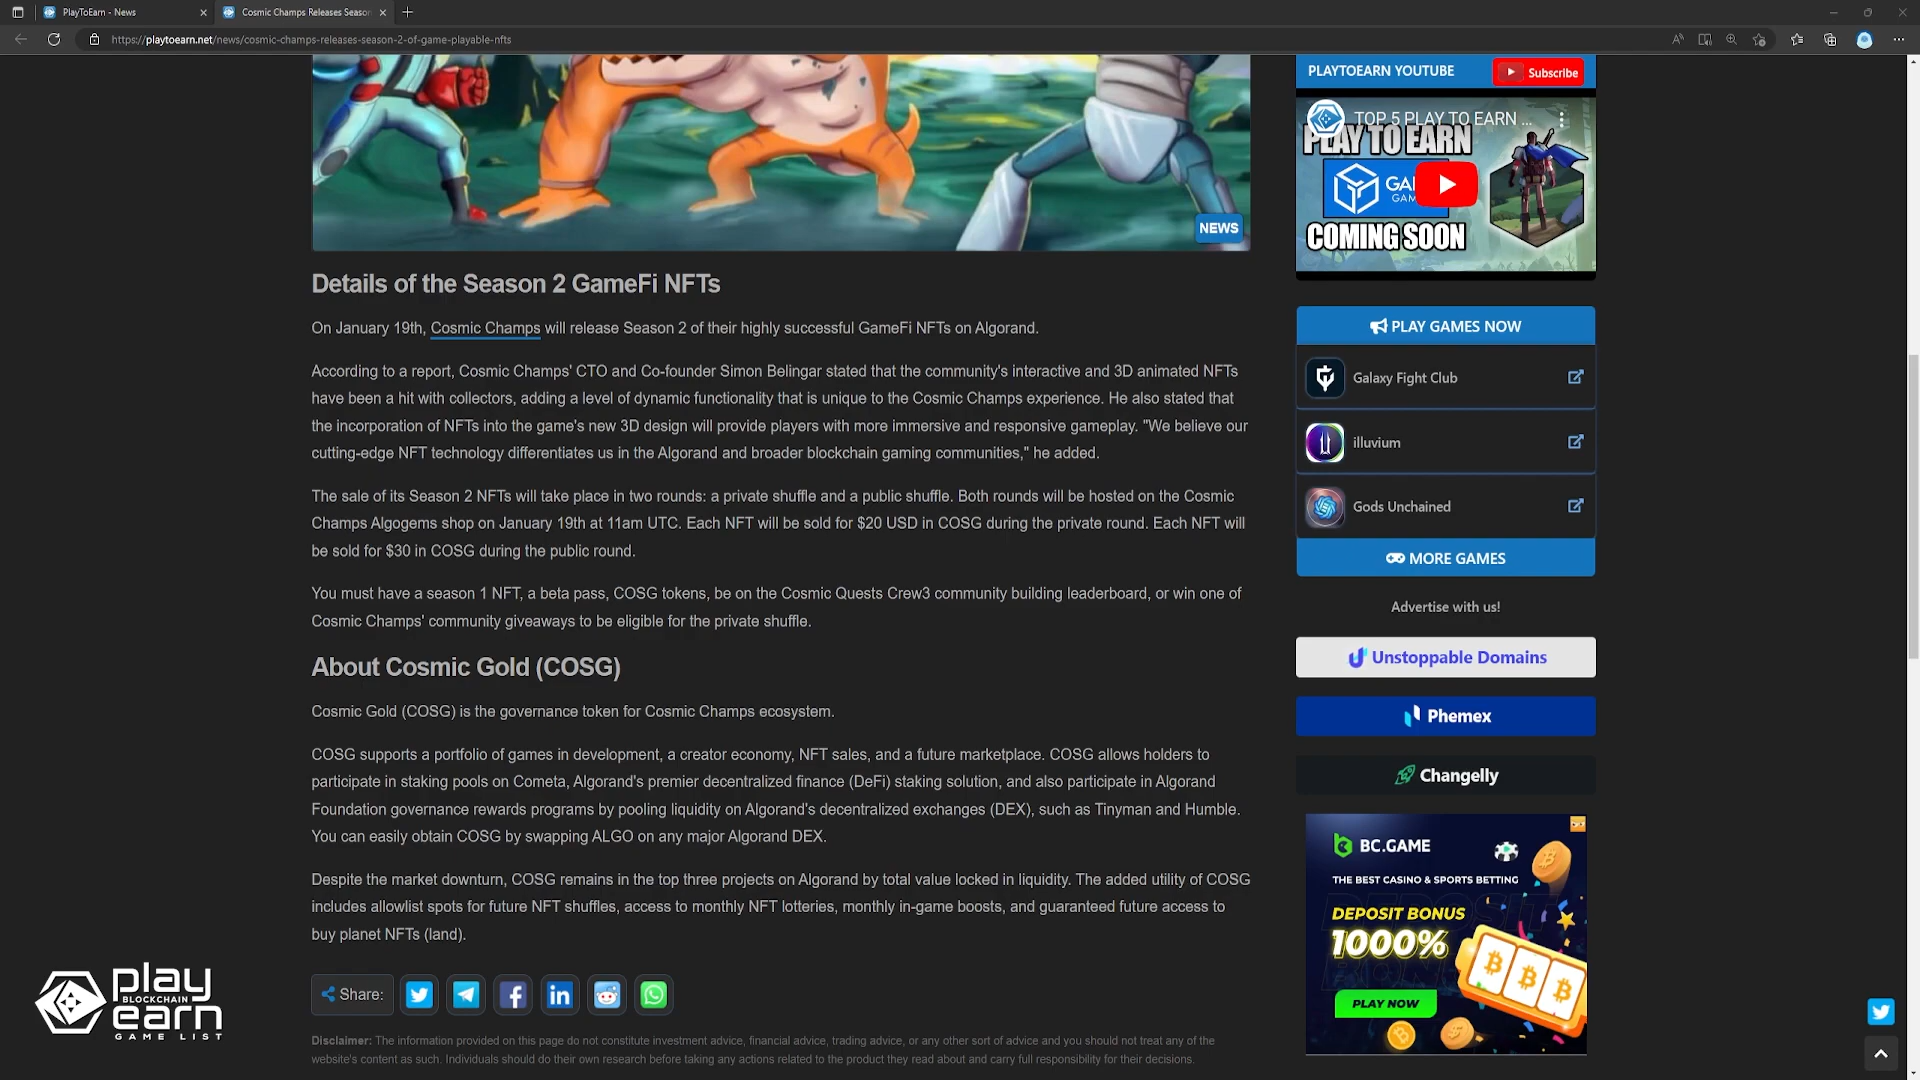 PlayToEarn - News
Cosmic Champs Releases Season
https://playtoearn.net/news/cosmic-champs-releases-season-2-of-game-playable-nfts
NEWS
Details of the Season 2 GameFi NFTs
On January 19th, Cosmic Champs will release Season 2 of their highly successful GameFi NFTs on Algorand.
According to a report, Cosmic Champs' CTO and Co-founder Simon Belingar stated that the community's interactive and 3D animated NFTs
have been a hit with collectors, adding a level of dynamic functionality that is unique to the Cosmic Champs experience. He also stated that
the incorporation of NFTs into the game's new 3D design will provide players with more immersive and responsive gameplay. "We believe our
cutting-edge NFT technology differentiates us in the Algorand and broader blockchain gaming communities," he added.
The sale of its Season 2 NFTs will take place in two rounds: a private shuffle and a public shuffle. Both rounds will be hosted on the Cosmic
Champs Algogems shop on January 19th at 11am UTC. Each NFT will be sold for $20 USD in COSG during the private round. Each NFT will
be sold for $30 in COSG during the public round.
You must have a season 1 NFT, a beta pass, COSG tokens, be on the Cosmic Quests Crew3 community building leaderboard, or win one of
Cosmic Champs' community giveaways to be eligible for the private shuffle.
About Cosmic Gold (COSG)
Cosmic Gold (COSG) is the governance token for Cosmic Champs ecosystem.
COSG supports a portfolio of games in development, a creator economy, NFT sales, and a future marketplace. COSG allows holders to
participate in staking pools on Cometa, Algorand's premier decentralized finance (DeFi) staking solution, and also participate in Algorand
Foundation governance rewards programs by pooling liquidity on Algorand's decentralized exchanges (DEX), such as Tinyman and Humble.
You can easily obtain COSG by swapping ALGO on any major Algorand DEX.
Despite the market downturn, COSG remains in the top three projects on Algorand by total value locked in liquidity. The added utility of COSG
includes allowlist spots for future NFT shuffles, access to monthly NFT lotteries, monthly in-game boosts, and guaranteed future access to
buy planet NFTs (land).
Share:
Disclaimer: The information provided on this page do not constitute investment advice, financial advice, trading advice, or any other sort of advice and you should not treat any of the
website's content as such. Individuals should do their own research before taking any actions related to the product they read about and carry full responsibility for their decisions.
PLAYTOEARN YOUTUBE
Subscribe
TOP 5 PLAY TO EARN ...
PLAY TO EARN
GAM
COMING SOON
PLAY GAMES NOW
Galaxy Fight Club
illuvium
Gods Unchained
MORE GAMES
Advertise with us!
Unstoppable Domains
Phemex
Changelly
BC.GAME
THE BEST CASINO & SPORTS BETTING
DEPOSIT BONUS
1000%
PLAY NOW
play
BLOCKCHAIN
earn
GAME LIST